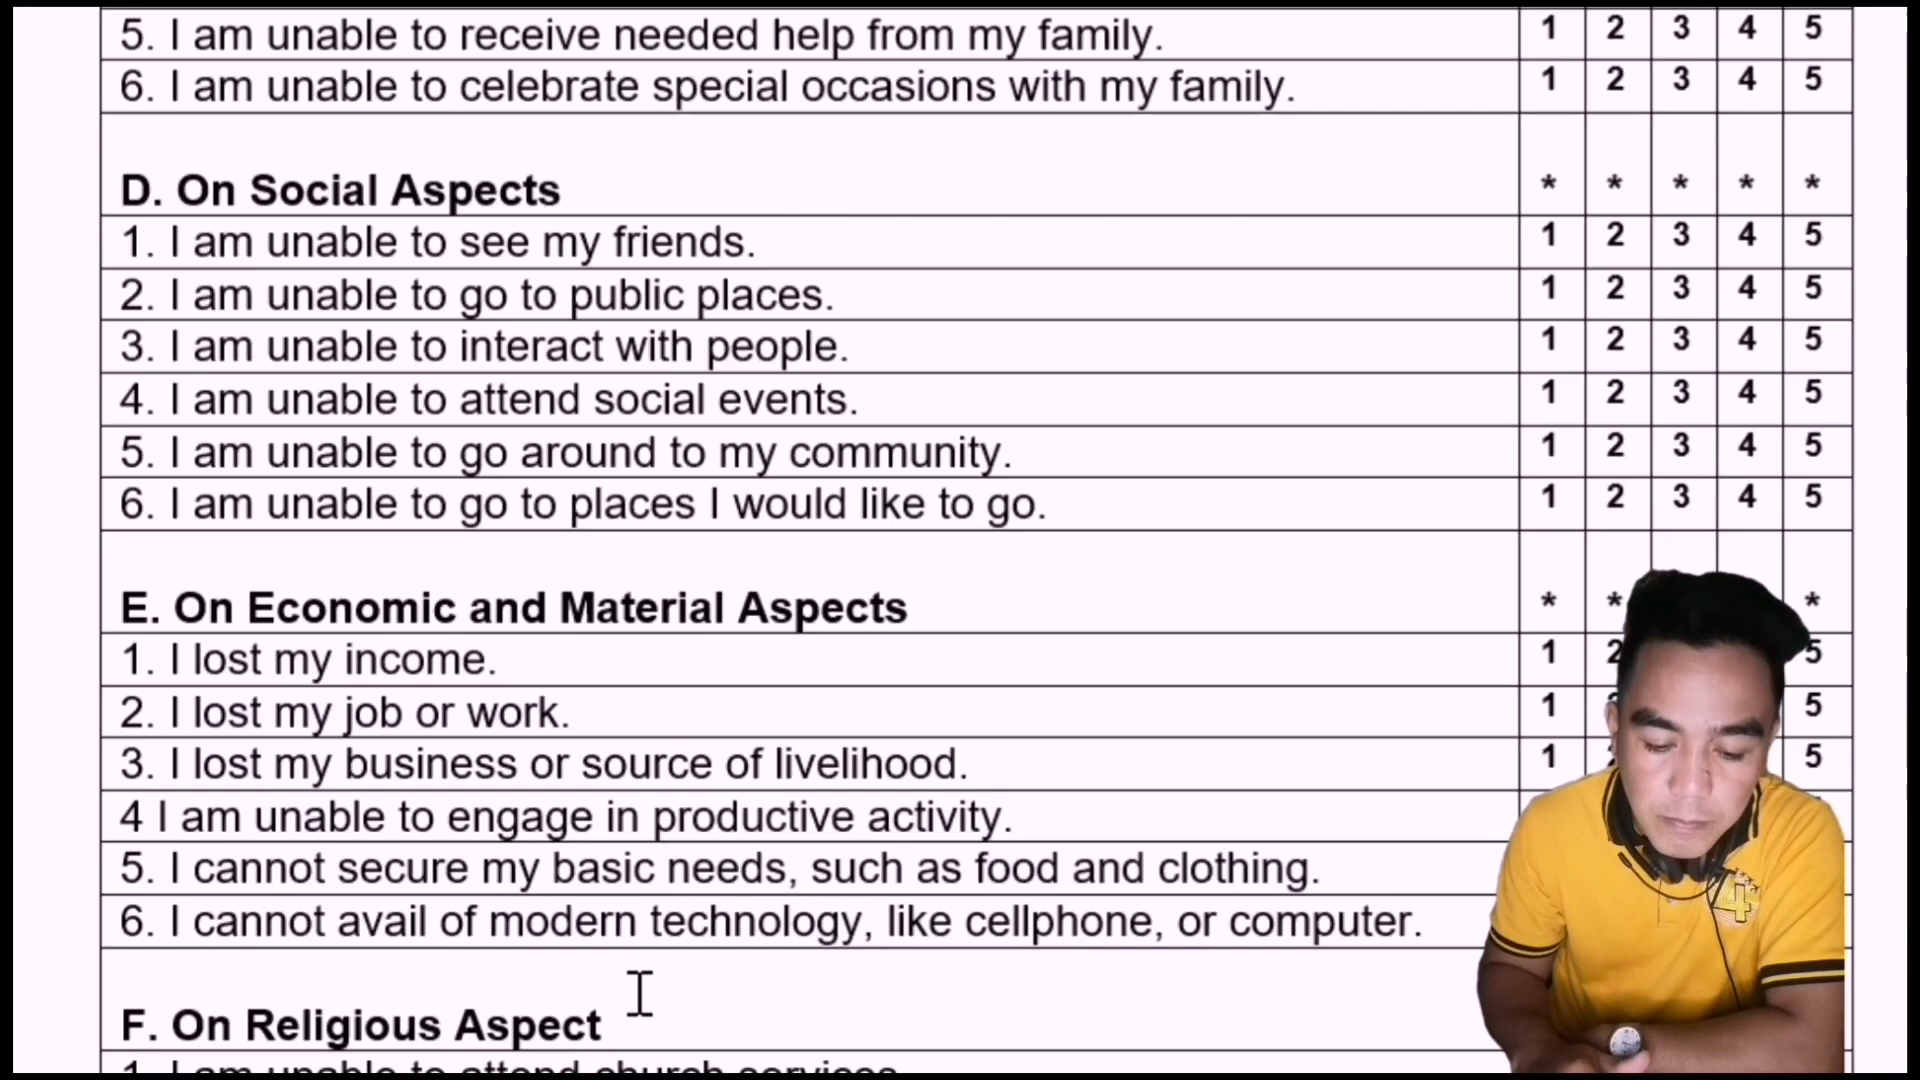 5. I am unable to receive needed help from my family. 1 2 3 4 5
6. I am unable to celebrate special occasions with my family. 1 2 3 4 5
D. On Social Aspects * * * * *
1. I am unable to see my friends. 1 2 3 4 5
2. I am unable to go to public places. 1 2 3 4 5
3. I am unable to interact with people. 1 2 3 4 5
4. I am unable to attend social events. 1 2 3 4 5
5. I am unable to go around to my community. 1 2 3 4 5
6. I am unable to go to places I would like to go. 1 2 3 4 5
E. On Economic and Material Aspects * * *
1. I lost my income. 1 2 5
2. I lost my job or work. 1 5
3. I lost my business or source of livelihood. 1 5
4 I am unable to engage in productive activity.
5. I cannot secure my basic needs, such as food and clothing.
6. I cannot avail of modern technology, like cellphone, or computer.
F. On Religious Aspect
1. I am unable to attend church services.